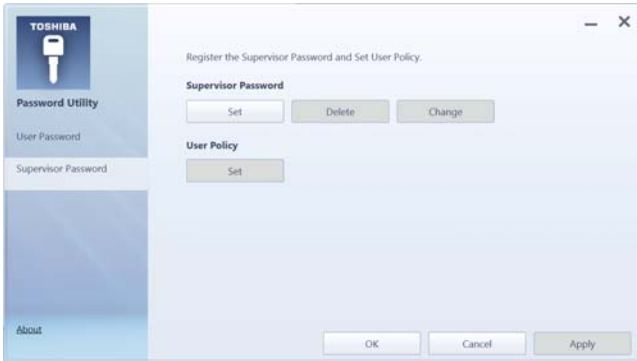 TOSHIBA
Password Utility
User Password
Supervisor Password
About
Register the Supervisor Password and Set User Policy.
Supervisor Password
Set Delete Change
User Policy
Set
OK Cancel Apply